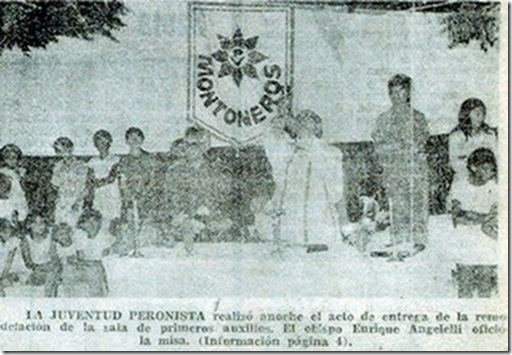 MONTONEROS
LA JUVENTUD PERONISTA realizó anoche el acto de entrega de la remo
delación de la sala de primeros auxilios. El obispo Enrique Angelelli ofició
la misa. (Información página 4).